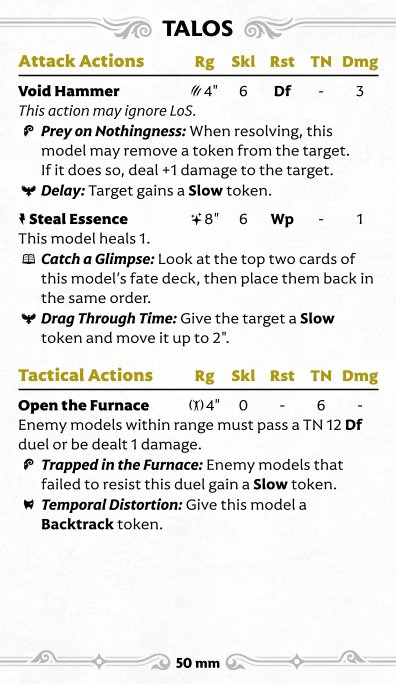 TALOS
Attack Actions Rg Skl Rst TN Dmg
Void Hammer 4" 6 Df - 3
This action may ignore LoS.
Prey on Nothingness: When resolving, this
model may remove a token from the target.
If it does so, deal +1 damage to the target.
Delay: Target gains a Slow token.
Steal Essence 8" 6 Wp - 1
This model heals 1.
Catch a Glimpse: Look at the top two cards of
this model's fate deck, then place them back in
the same order.
Drag Through Time: Give the target a Slow
token and move it up to 2".
Tactical Actions Rg Skl Rst TN Dmg
Open the Furnace 4" 0 - 6 -
Enemy models within range must pass a TN 12 Df
duel or be dealt 1 damage.
Trapped in the Furnace: Enemy models that
failed to resist this duel gain a Slow token.
Temporal Distortion: Give this model a
Backtrack token.
50 mm